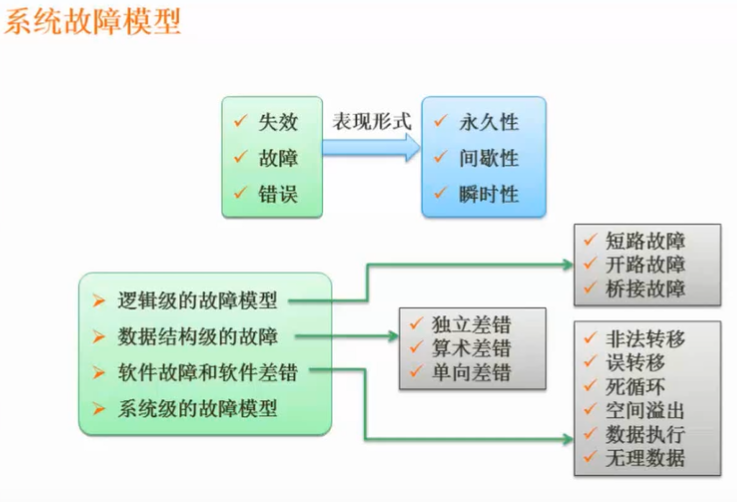 系统故障模型
失效
故障
错误
表现形式
永久性
间歇性
瞬时性
逻辑级的故障模型
数据结构级的故障
软件故障和软件差错
系统级的故障模型
短路故障
开路故障
桥接故障
独立差错
算术差错
单向差错
非法转移
误转移
死循环
空间溢出
数据执行
无理数据